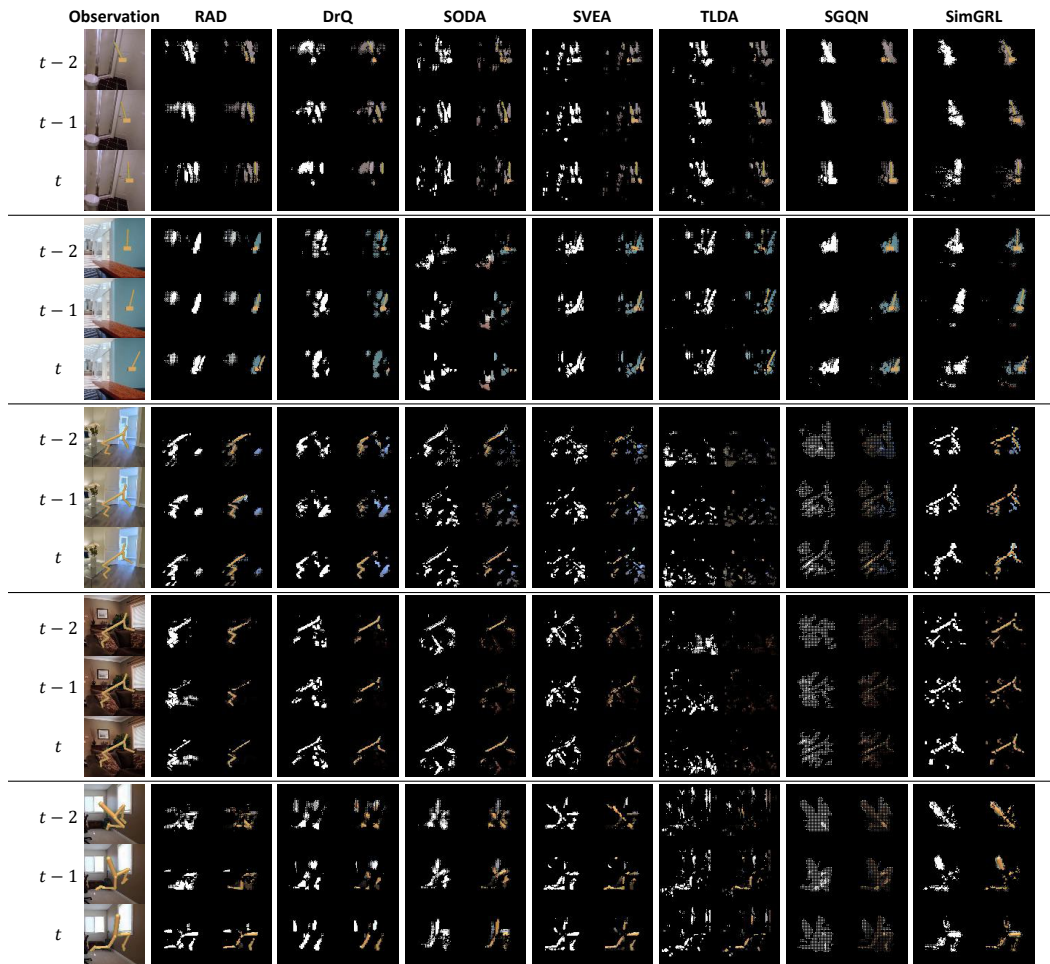 Observation RAD DrQ SODA SVEA TLDA SGQN SimGRL
t − 2
t − 1
t
t − 2
t − 1
t
t − 2
t − 1
t
t − 2
t − 1
t
t − 2
t − 1
t